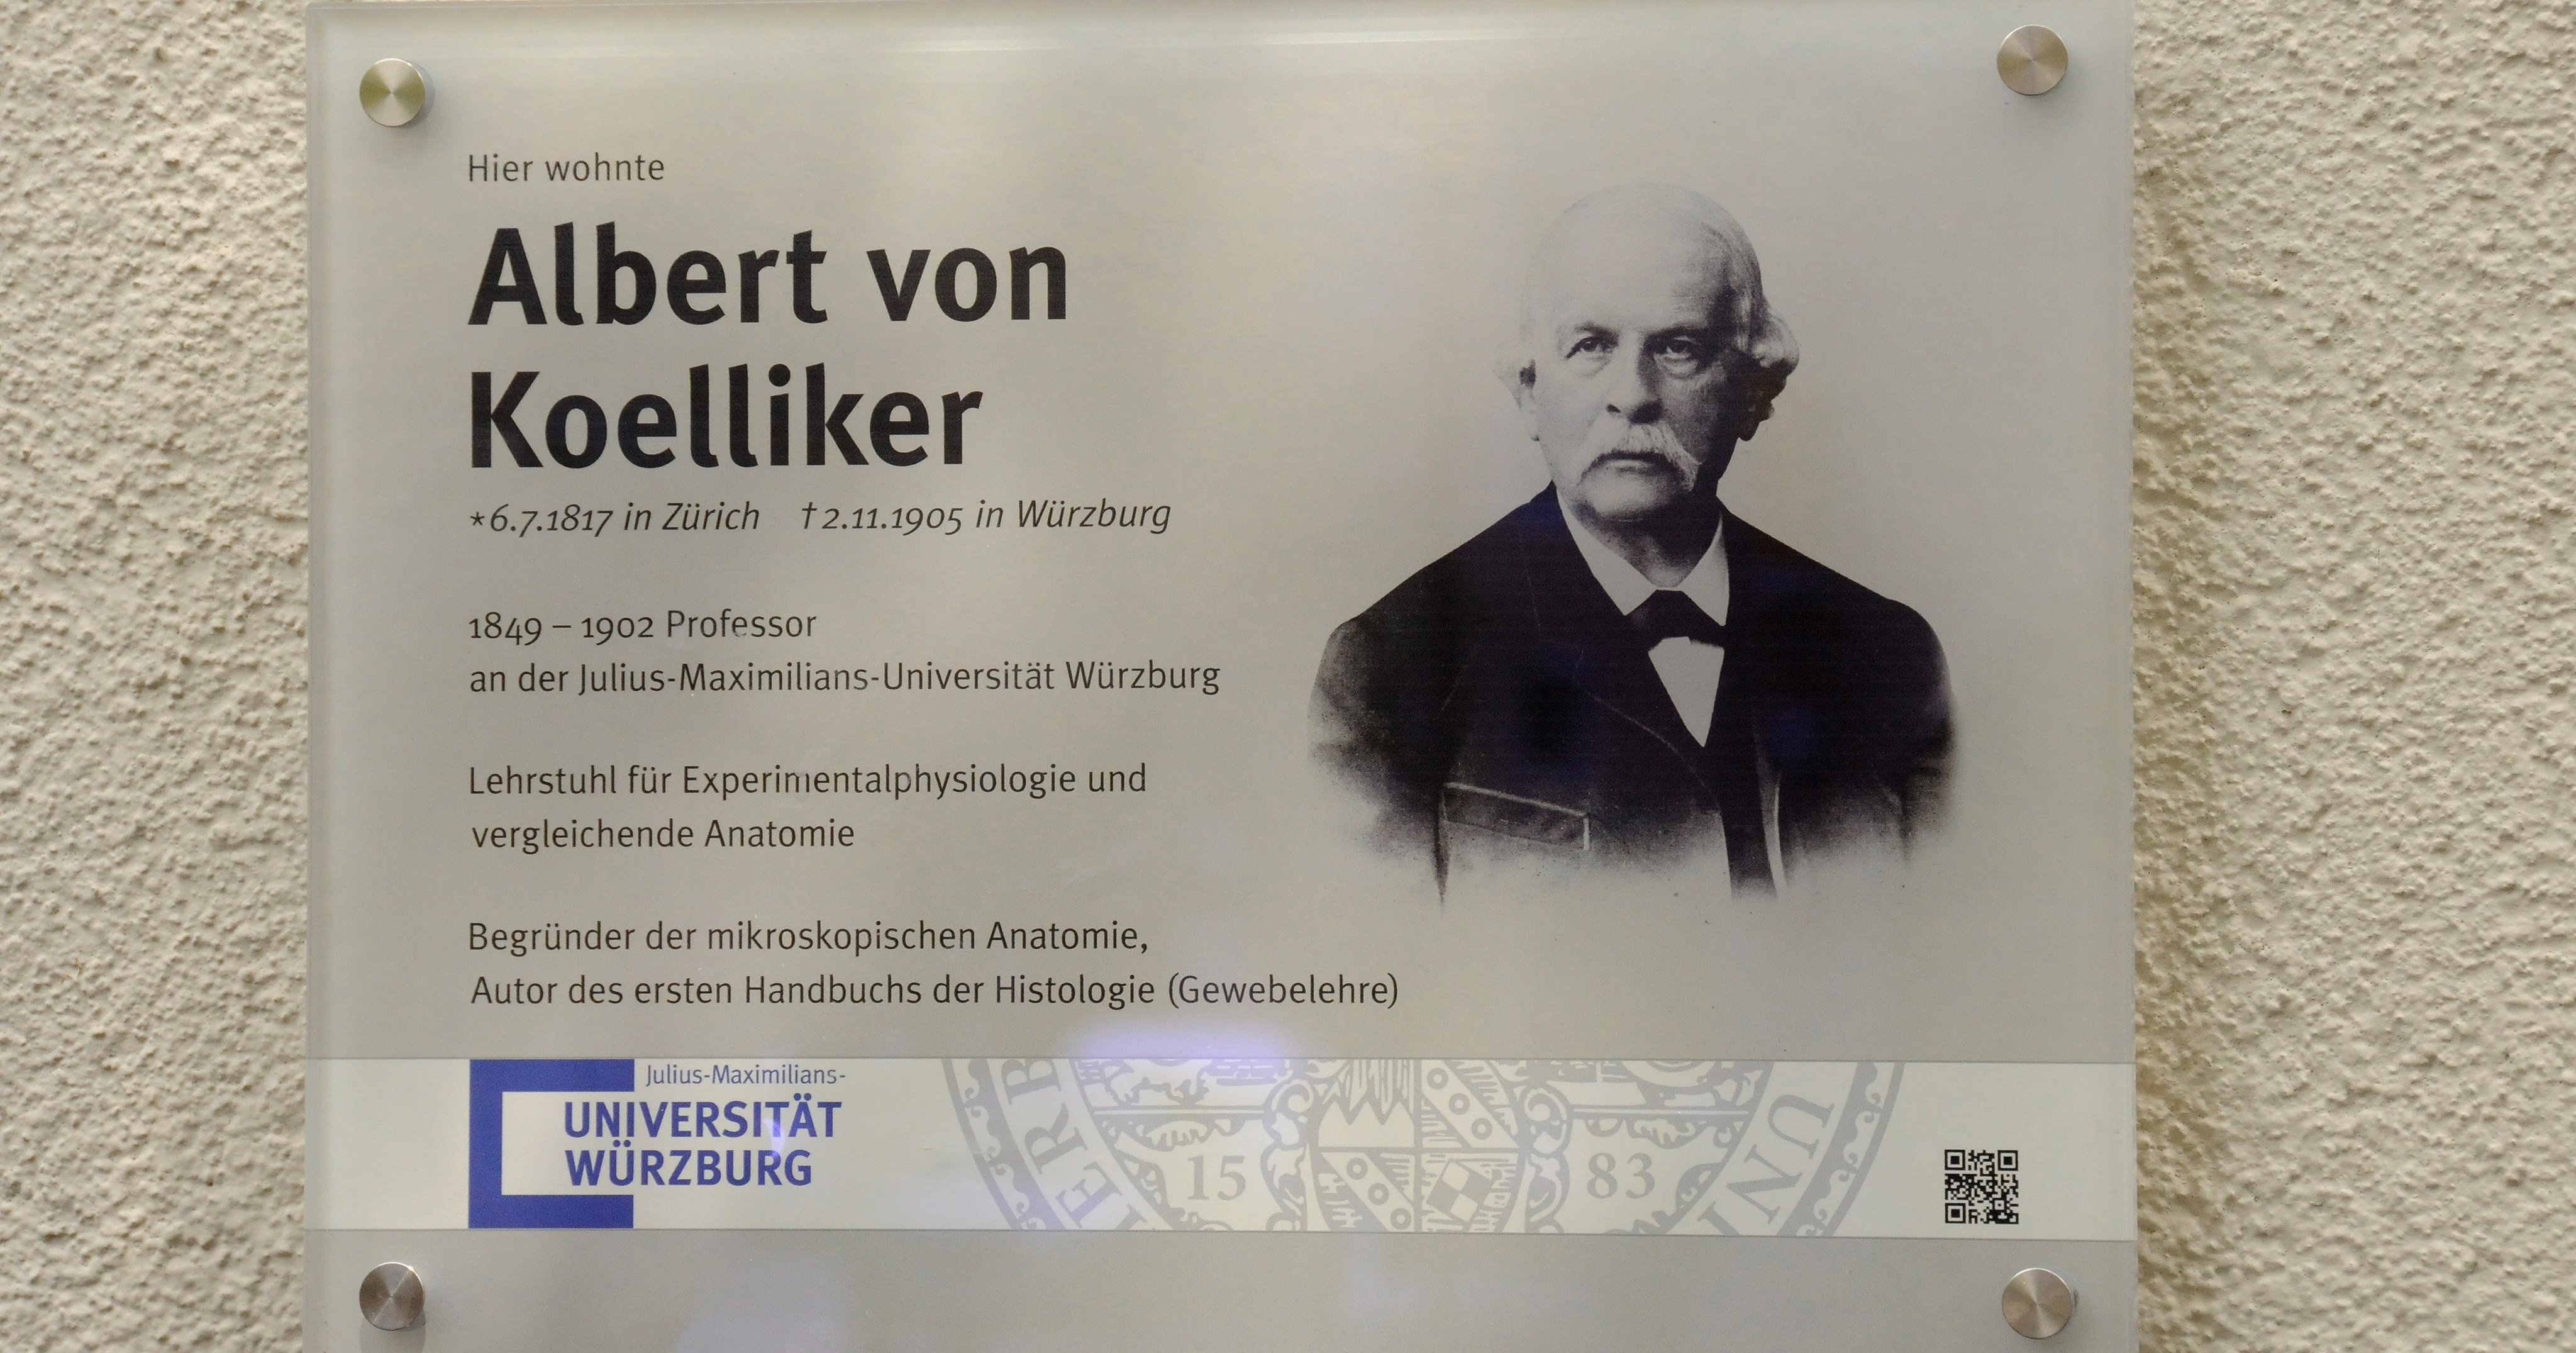 Hier wohnte
Albert von
Koelliker
*6.7.1817 in Zürich †2.11.1905 in Würzburg
1849 – 1902 Professor
an der Julius-Maximilians-Universität Würzburg
Lehrstuhl für Experimentalphysiologie und
vergleichende Anatomie
Begründer der mikroskopischen Anatomie,
Autor des ersten Handbuchs der Histologie (Gewebelehre)
Julius-Maximilians-
UNIVERSITÄT
WÜRZBURG
15 83